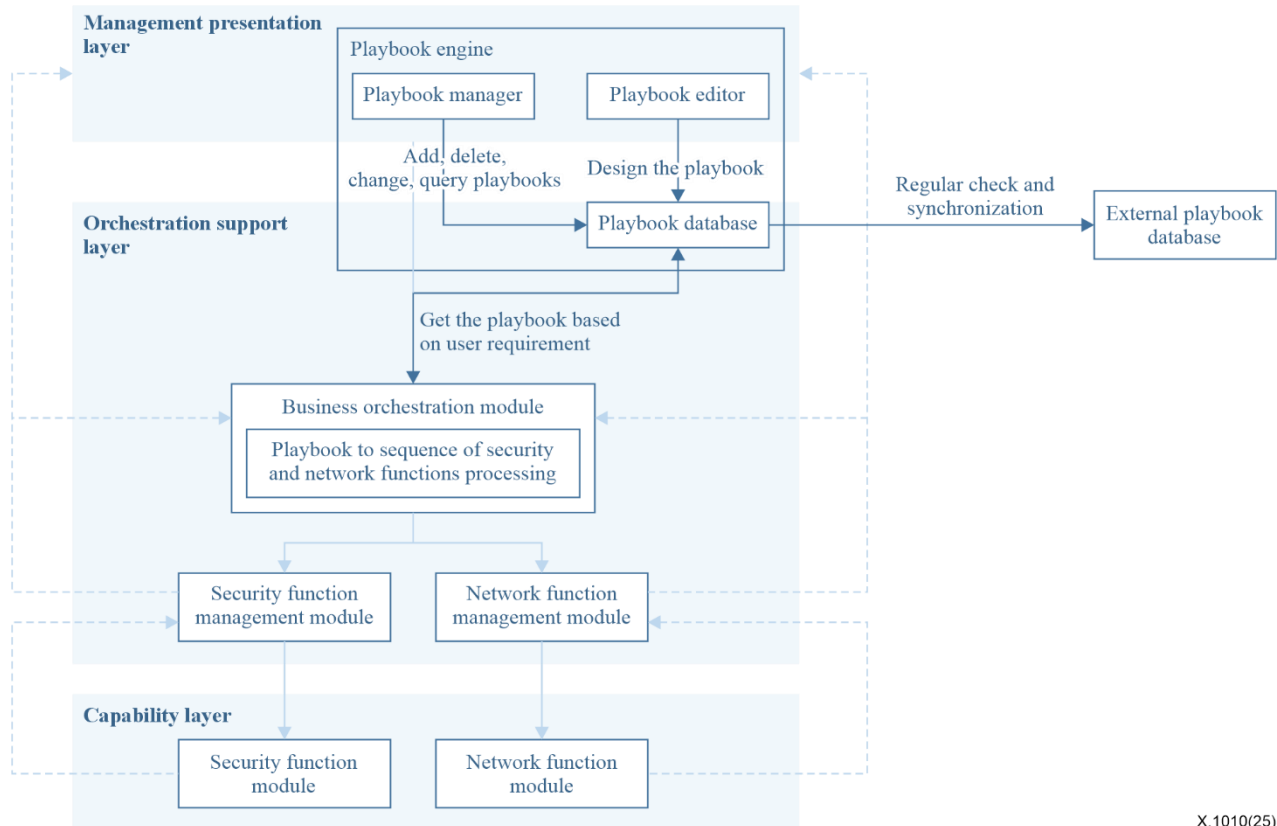 Management presentation
layer
Playbook engine
Playbook manager
Playbook editor
Add, delete,
change, query playbooks
Design the playbook
Regular check and
synchronization
Orchestration support
layer
Playbook database
External playbook
database
Get the playbook based
on user requirement
Business orchestration module
Playbook to sequence of security
and network functions processing
Security function
management module
Network function
management module
Capability layer
Security function
module
Network function
module
X.1010(25)